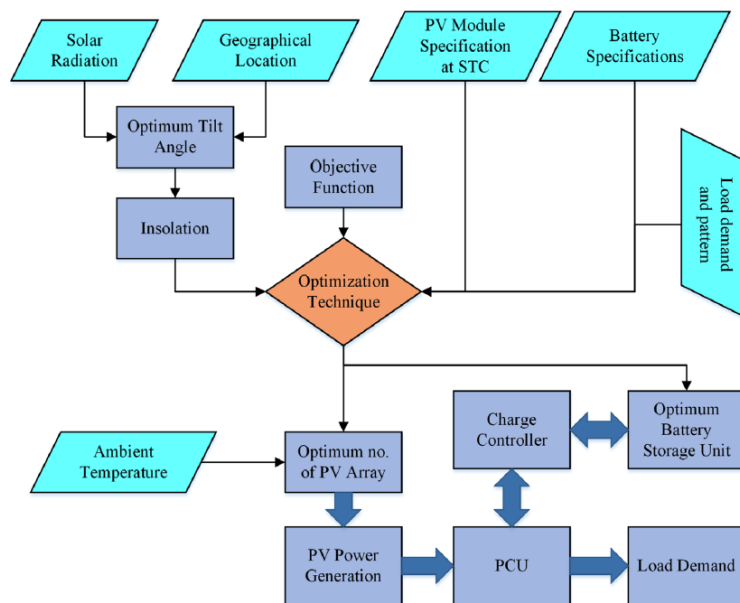 Solar
Radiation
Geographical
Location
PV Module
Specification
at STC
Battery
Specifications
Optimum Tilt
Angle
Objective
Function
Load demand
and pattern
Insolation
Optimization
Technique
Ambient
Temperature
Optimum no.
of PV Array
Charge
Controller
Optimum
Battery
Storage Unit
PV Power
Generation
PCU
Load Demand